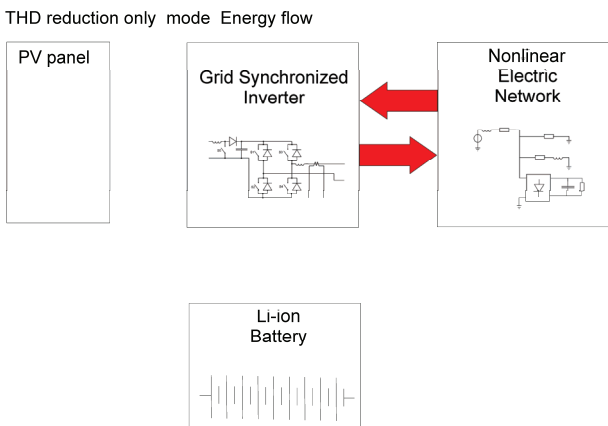 THD reduction only mode Energy flow
PV panel
Grid Synchronized
Inverter
Nonlinear
Electric
Network
Li-ion
Battery